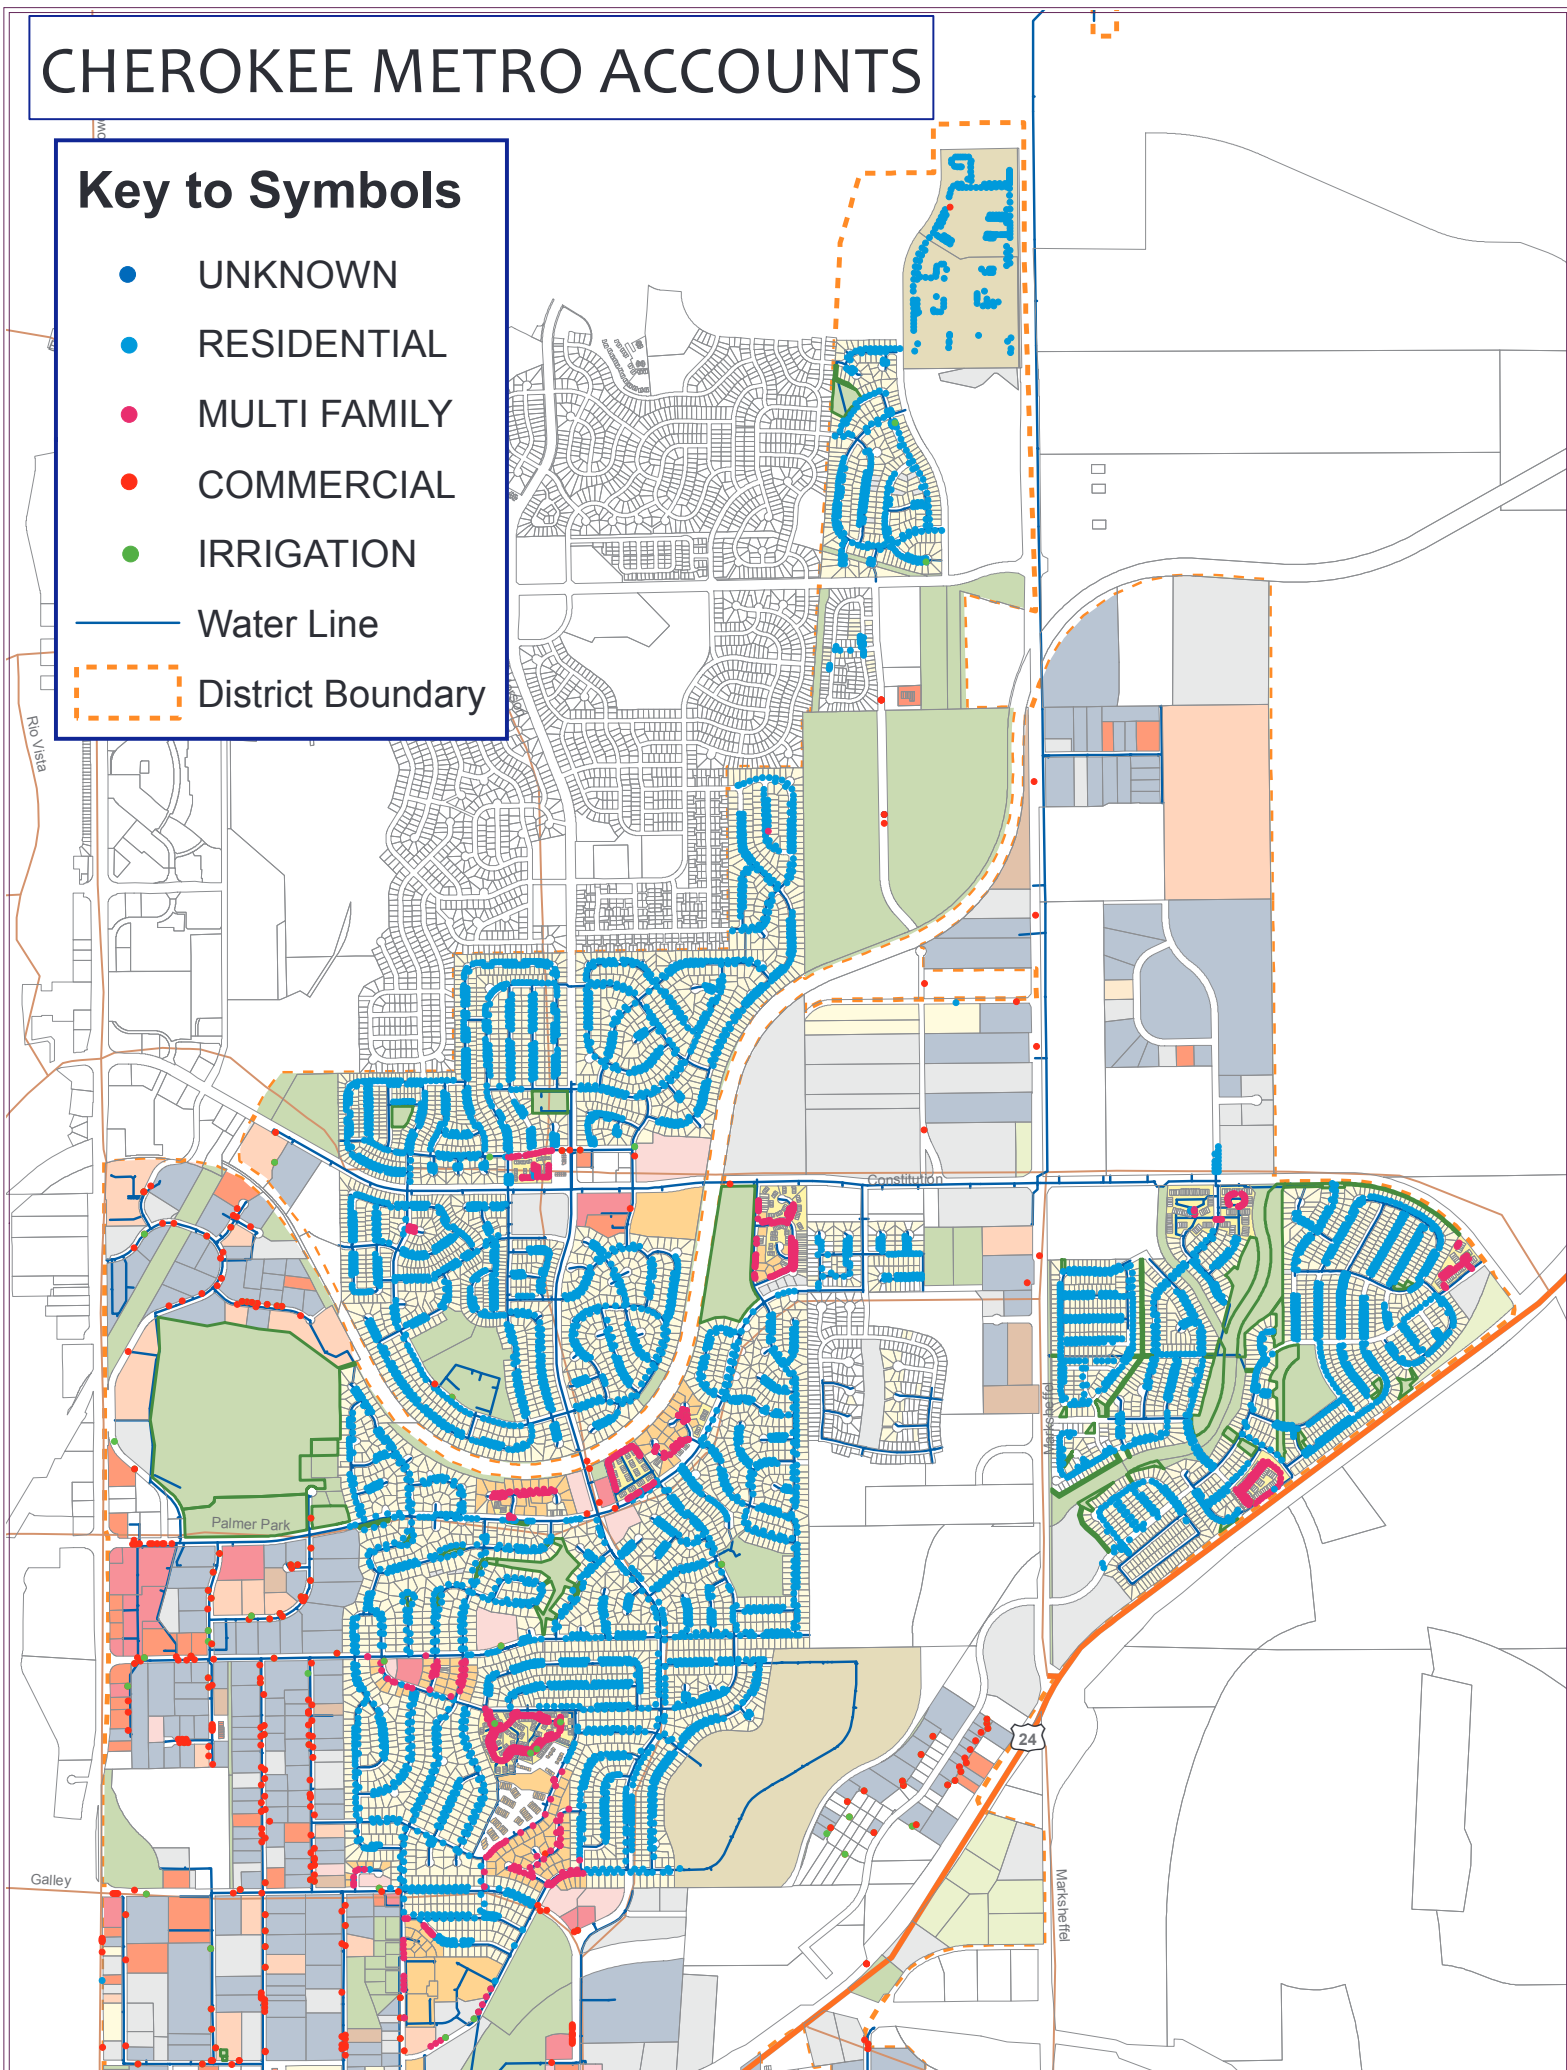 CHEROKEE METRO ACCOUNTS
Key to Symbols
UNKNOWN
RESIDENTIAL
MULTI FAMILY
COMMERCIAL
IRRIGATION
Water Line
District Boundary
Rio Vista
Constitution
Marksheffel
Palmer Park
24
Galley
Marksheffel